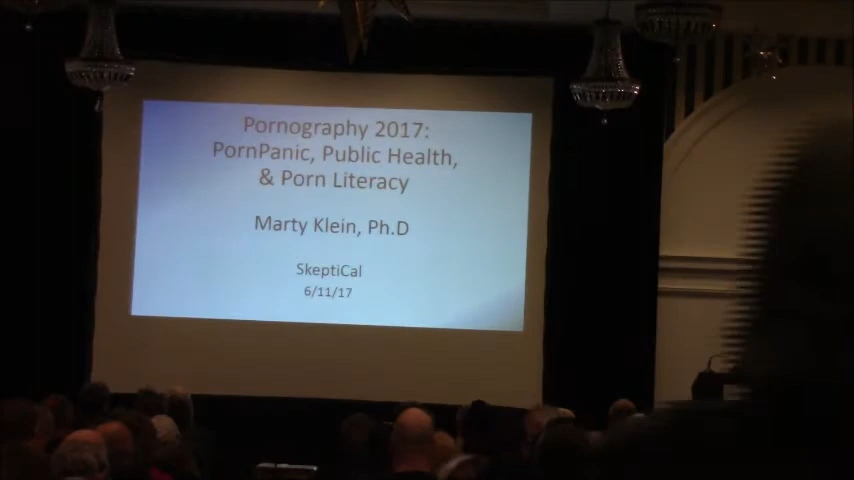 Pornography 2017:
PornPanic, Public Health,
& Porn Literacy
Marty Klein, Ph.D
SkeptiCal
6/11/17